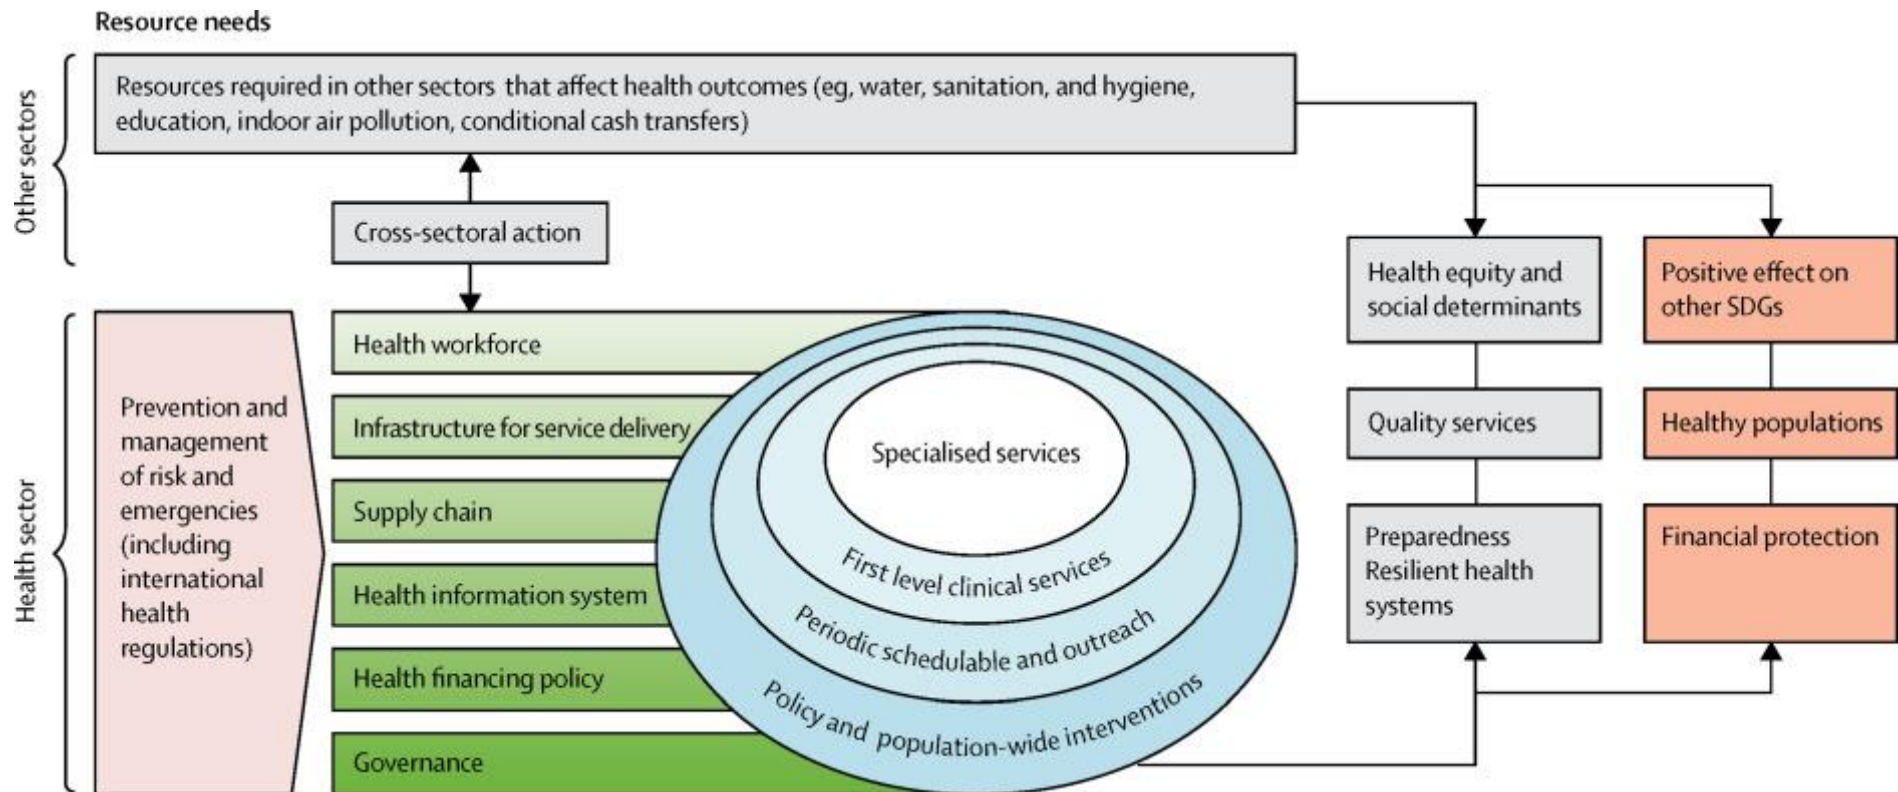 Resource needs
Other sectors
Resources required in other sectors that affect health outcomes (eg, water, sanitation, and hygiene,
education, indoor air pollution, conditional cash transfers)
Cross-sectoral action
Health sector
Prevention and
management
of risk and
emergencies
(including
international
health
regulations)
Health workforce
Infrastructure for service delivery
Supply chain
Health information system
Health financing policy
Governance
Specialised services
First level clinical services
Periodic schedulable and outreach
Policy and population-wide interventions
Health equity and
social determinants
Quality services
Preparedness
Resilient health
systems
Positive effect on
other SDGs
Healthy populations
Financial protection